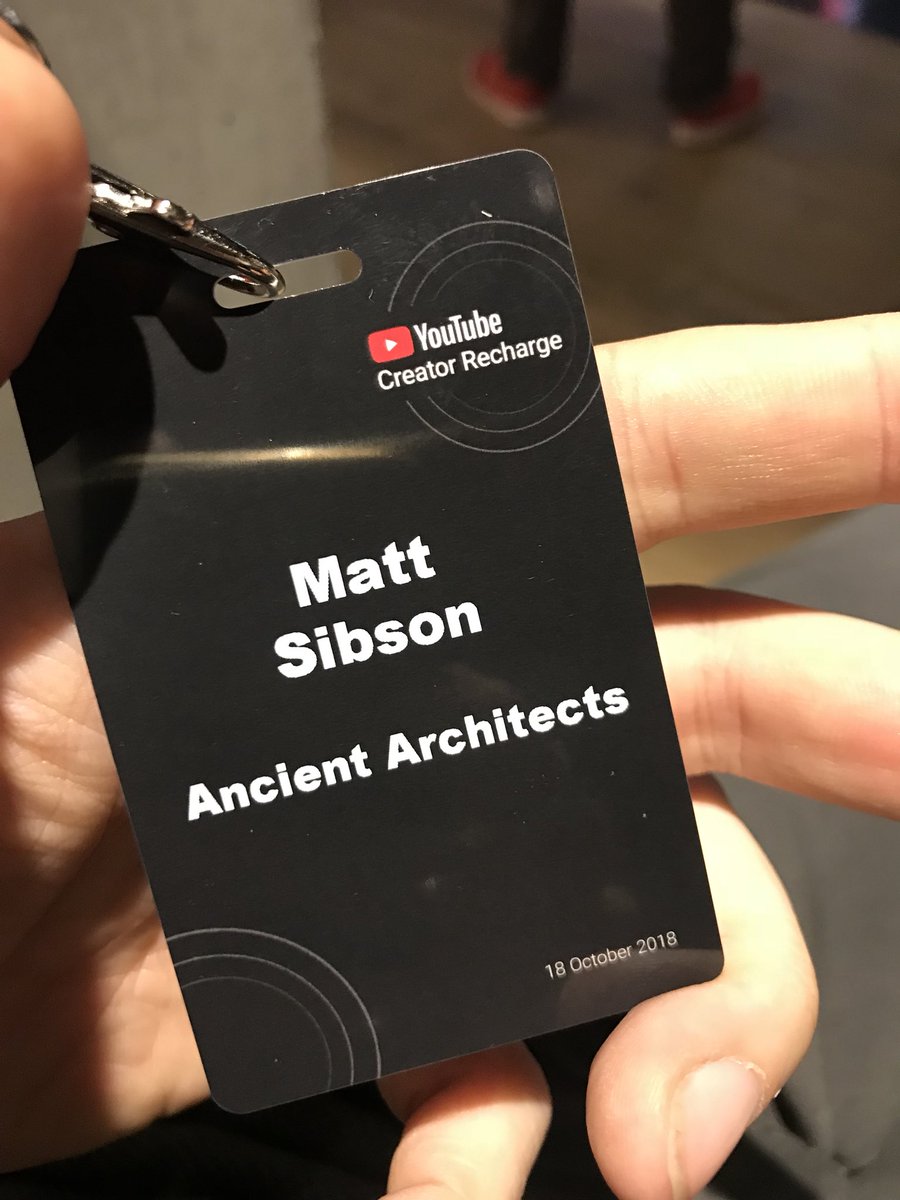 YouTube
Creator Recharge
Matt
Sibson
Ancient Architects
18 October 2018